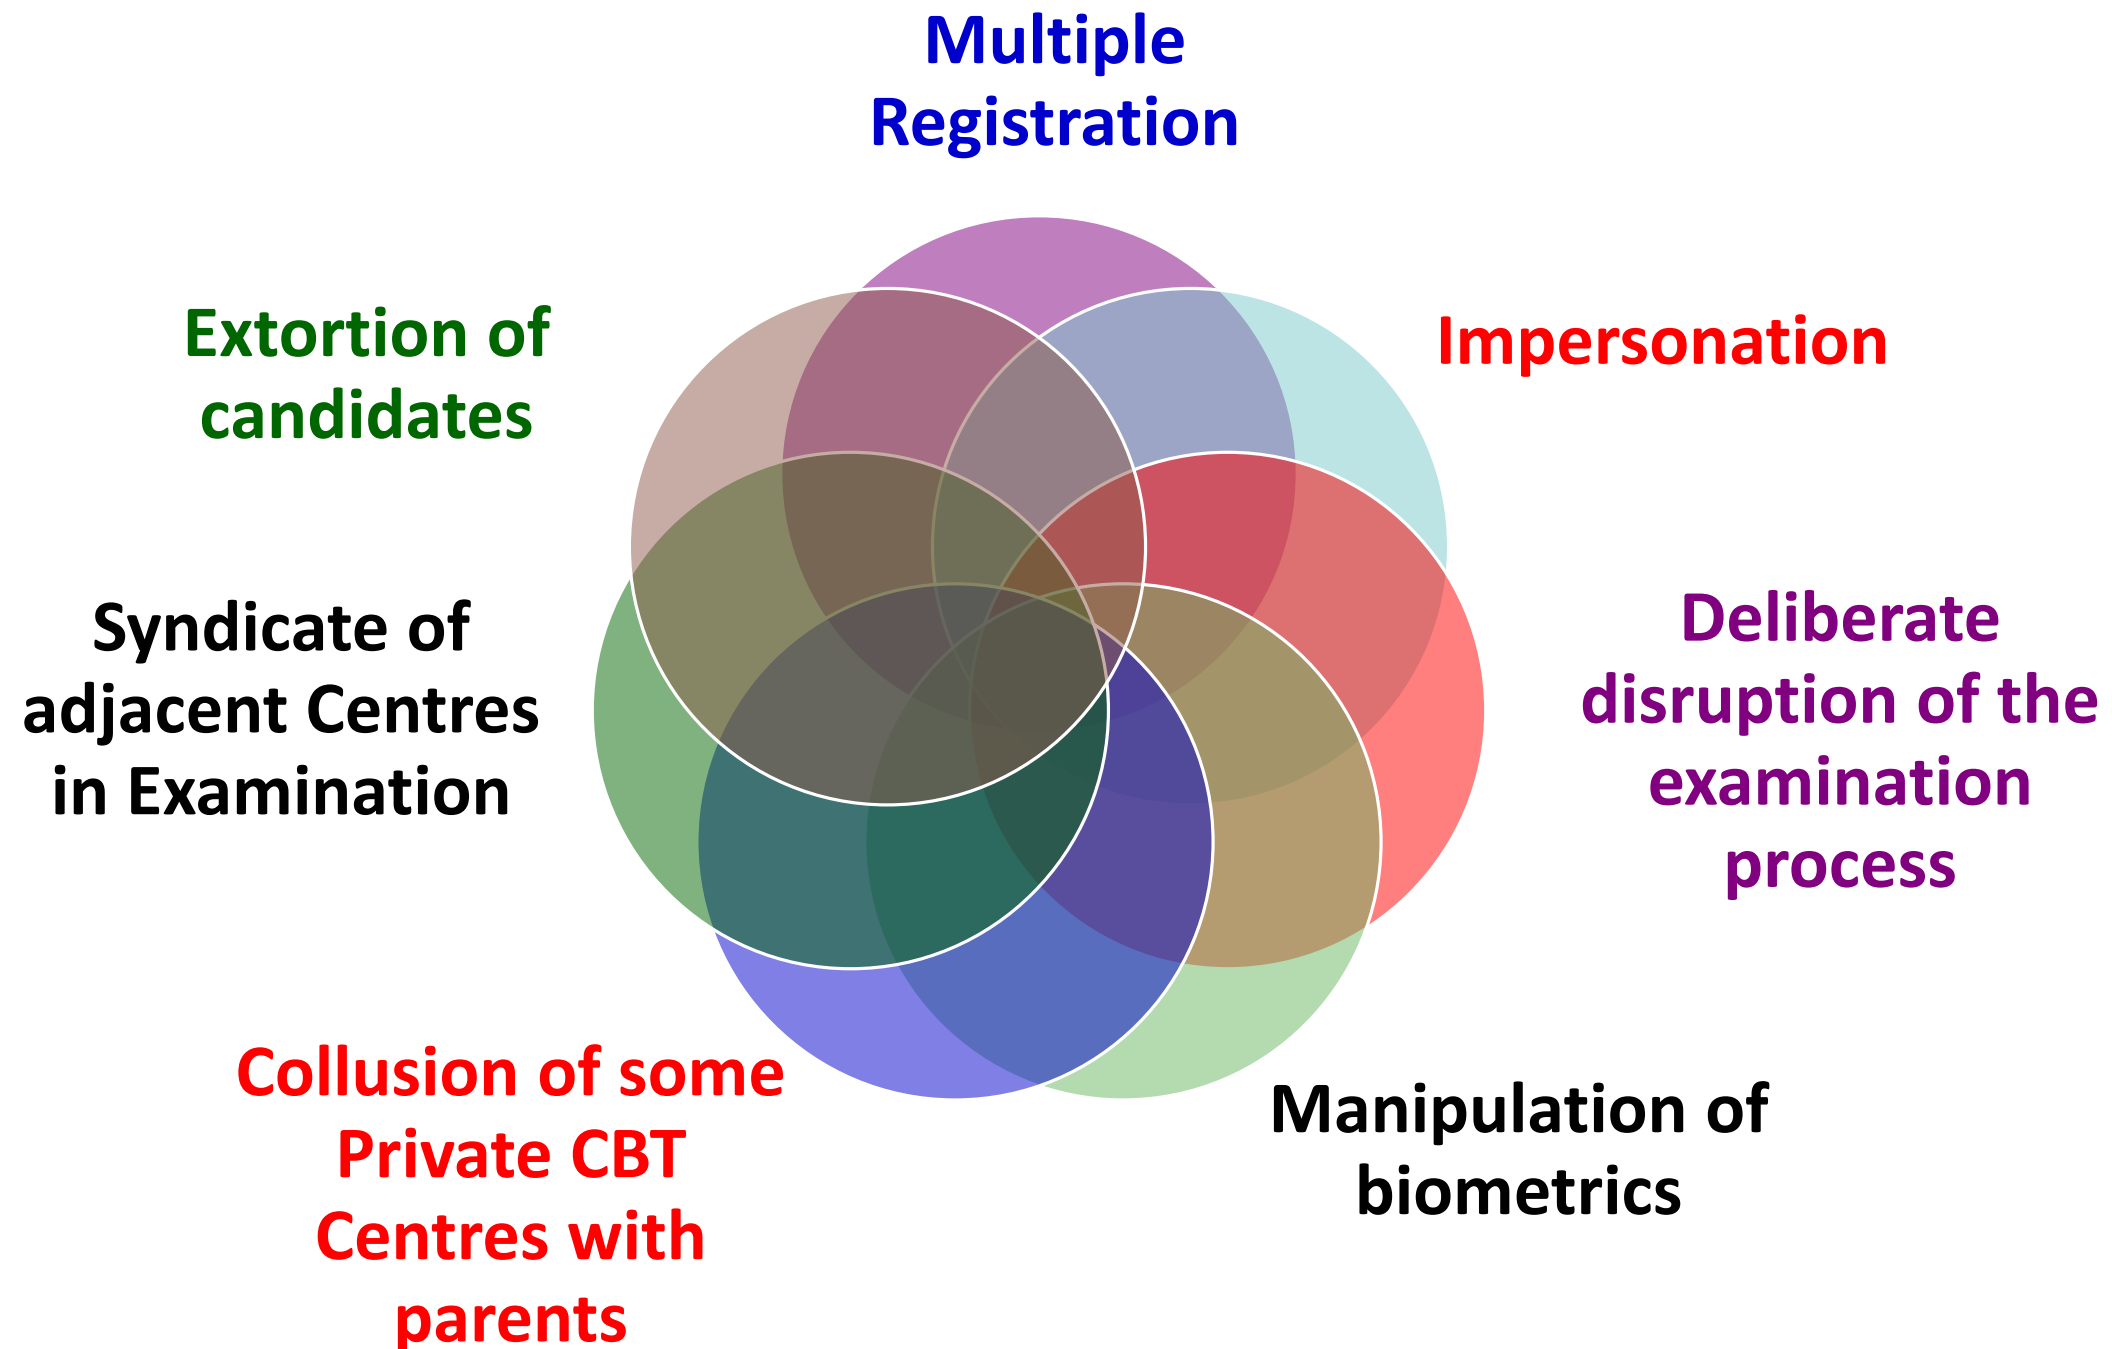 Multiple
Registration
Impersonation
Deliberate
disruption of the
examination
process
Manipulation of
biometrics
Collusion of some
Private CBT
Centres with
parents
Syndicate of
adjacent Centres
in Examination
Extortion of
candidates